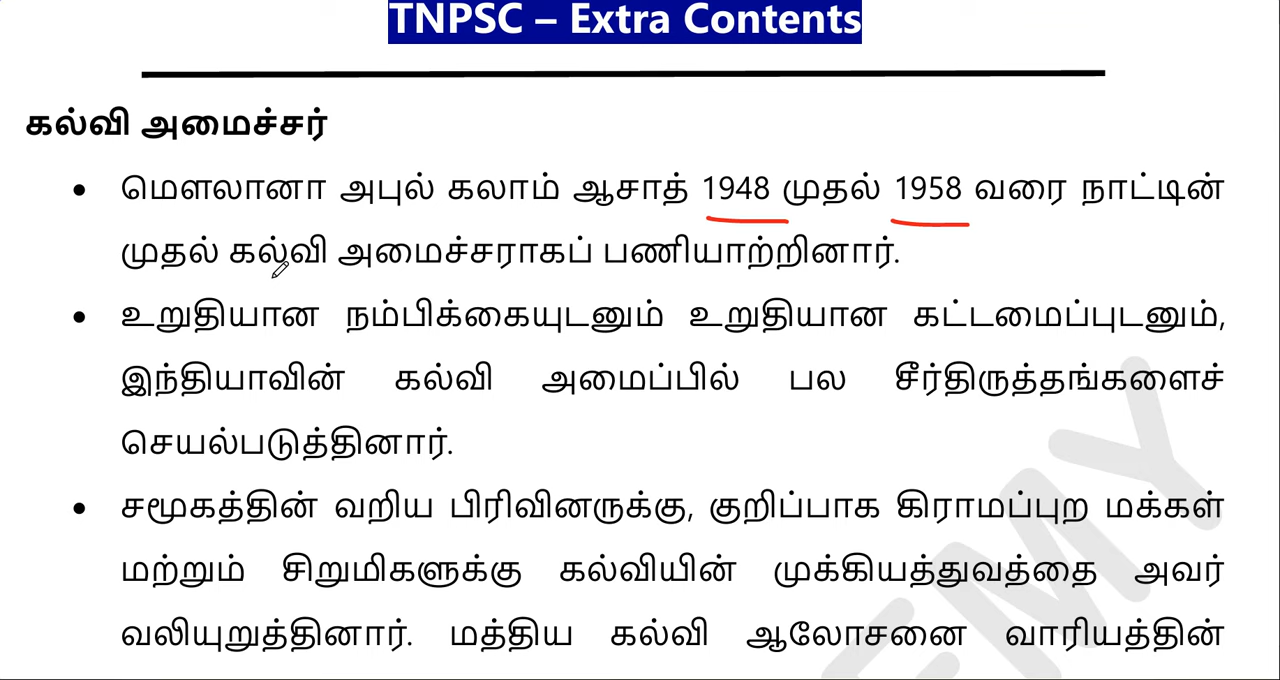 TNPSC – Extra Contents
கல்வி அமைச்சர்
• மௌலானா அபுல் கலாம் ஆசாத் 1948 முதல் 1958 வரை நாட்டின்
முதல் கல்வி அமைச்சராகப் பணியாற்றினார்.
• உறுதியான நம்பிக்கையுடனும் உறுதியான கட்டமைப்புடனும்,
இந்தியாவின் கல்வி அமைப்பில் பல சீர்திருத்தங்களைச்
செயல்படுத்தினார்.
• சமூகத்தின் வறிய பிரிவினருக்கு, குறிப்பாக கிராமப்புற மக்கள்
மற்றும் சிறுமிகளுக்கு கல்வியின் முக்கியத்துவத்தை அவர்
வலியுறுத்தினார். மத்திய கல்வி ஆலோசனை வாரியத்தின்
EMY